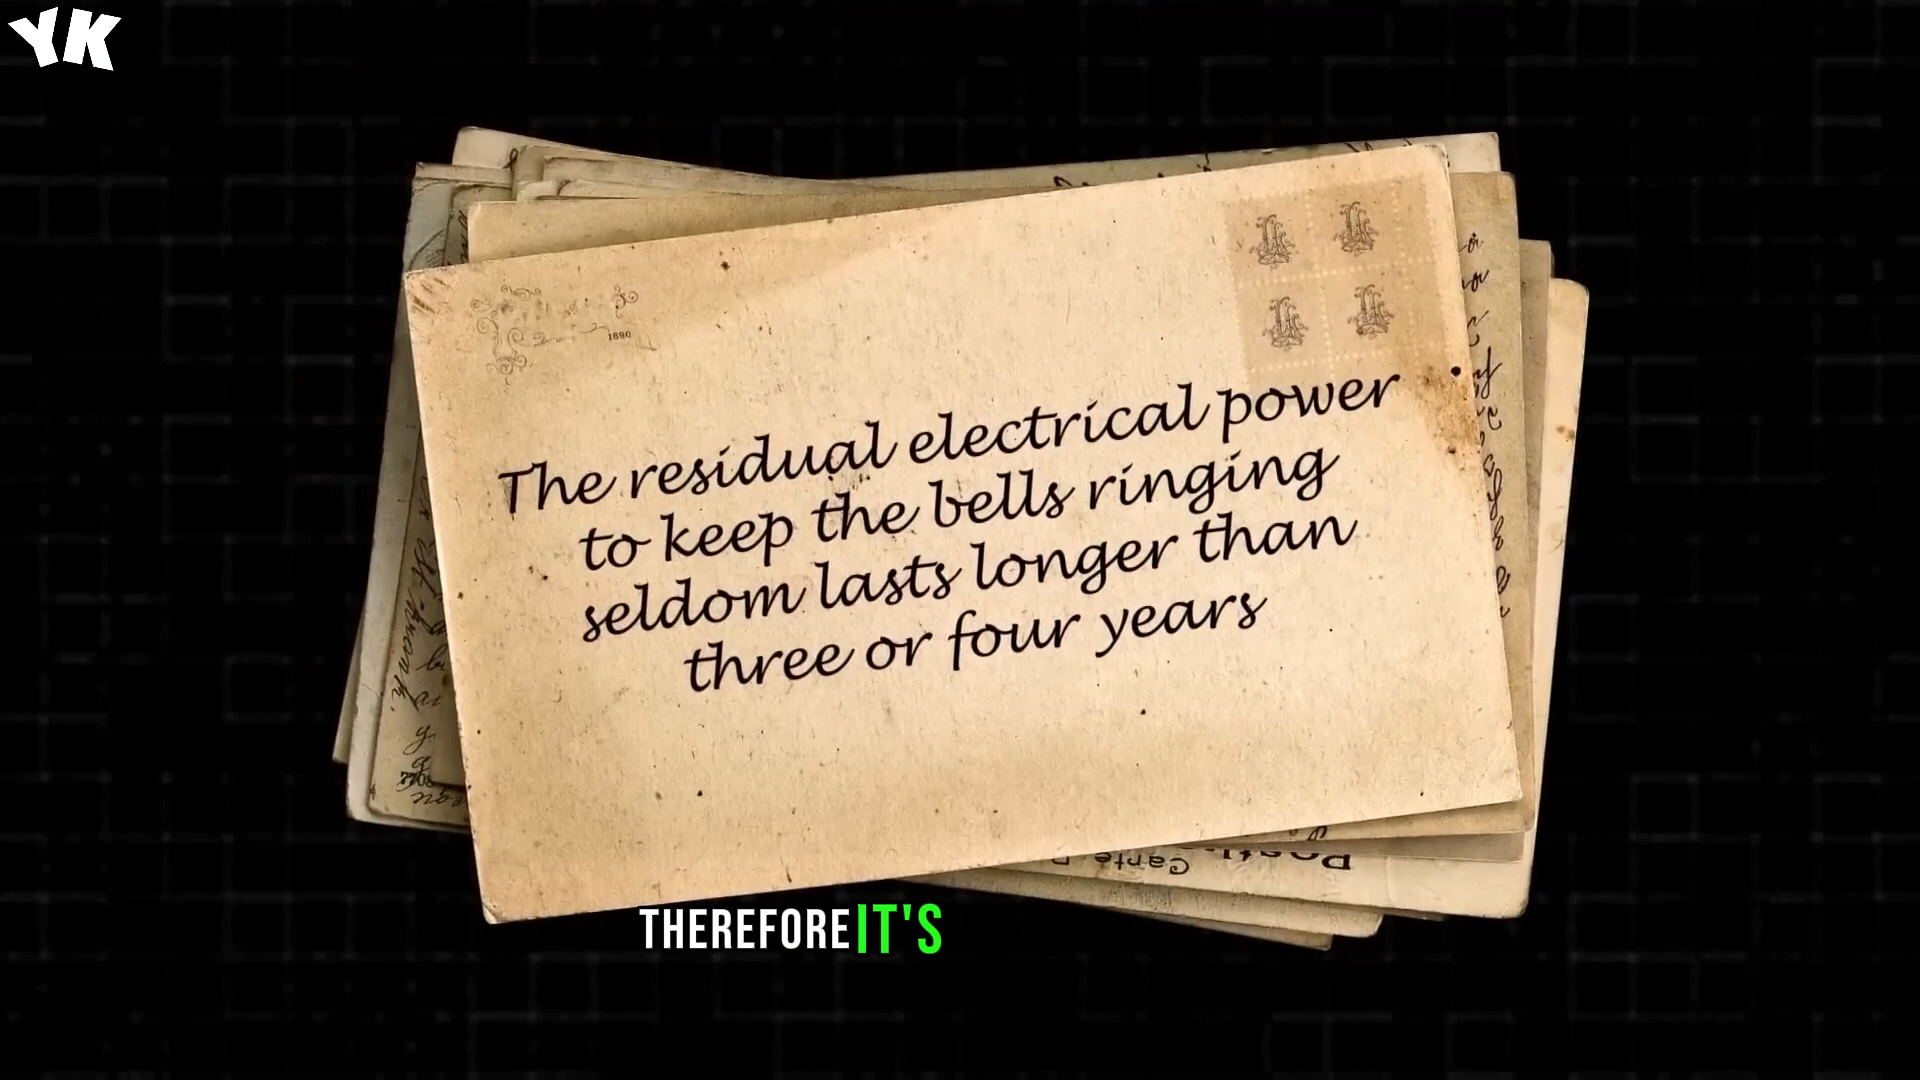 YK
1890
The residual electrical power
to keep the bells ringing
seldom lasts longer than
three or four years
THEREFORE IT'S